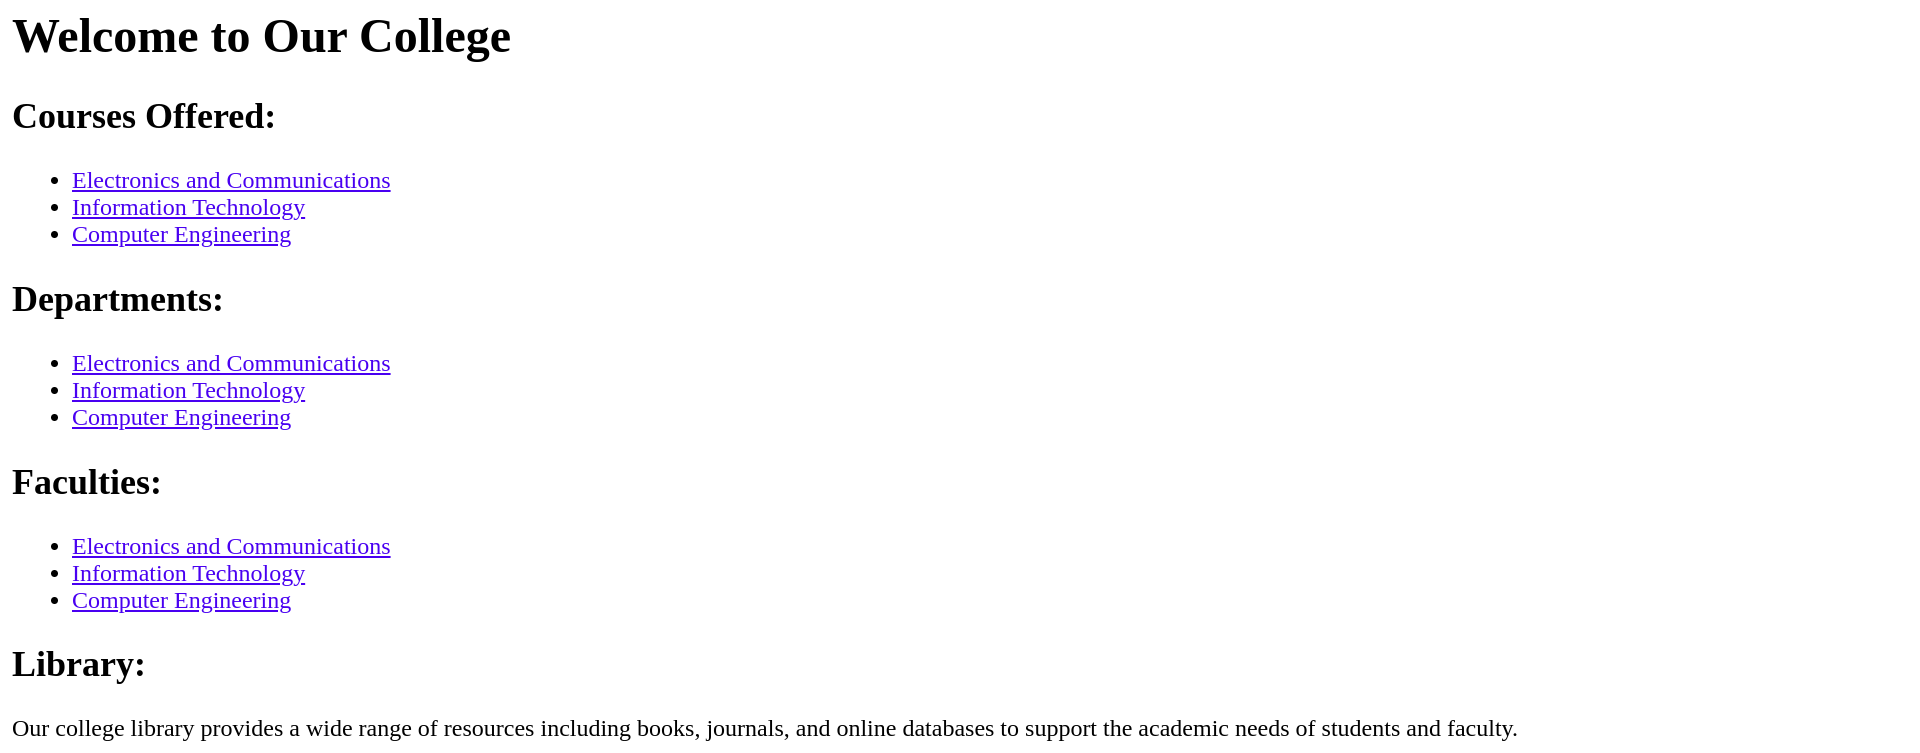 Welcome to Our College
Courses Offered:
Electronics and Communications
Information Technology
Computer Engineering
Departments:
Electronics and Communications
Information Technology
Computer Engineering
Faculties:
Electronics and Communications
Information Technology
Computer Engineering
Library:
Our college library provides a wide range of resources including books, journals, and online databases to support the academic needs of students and faculty.